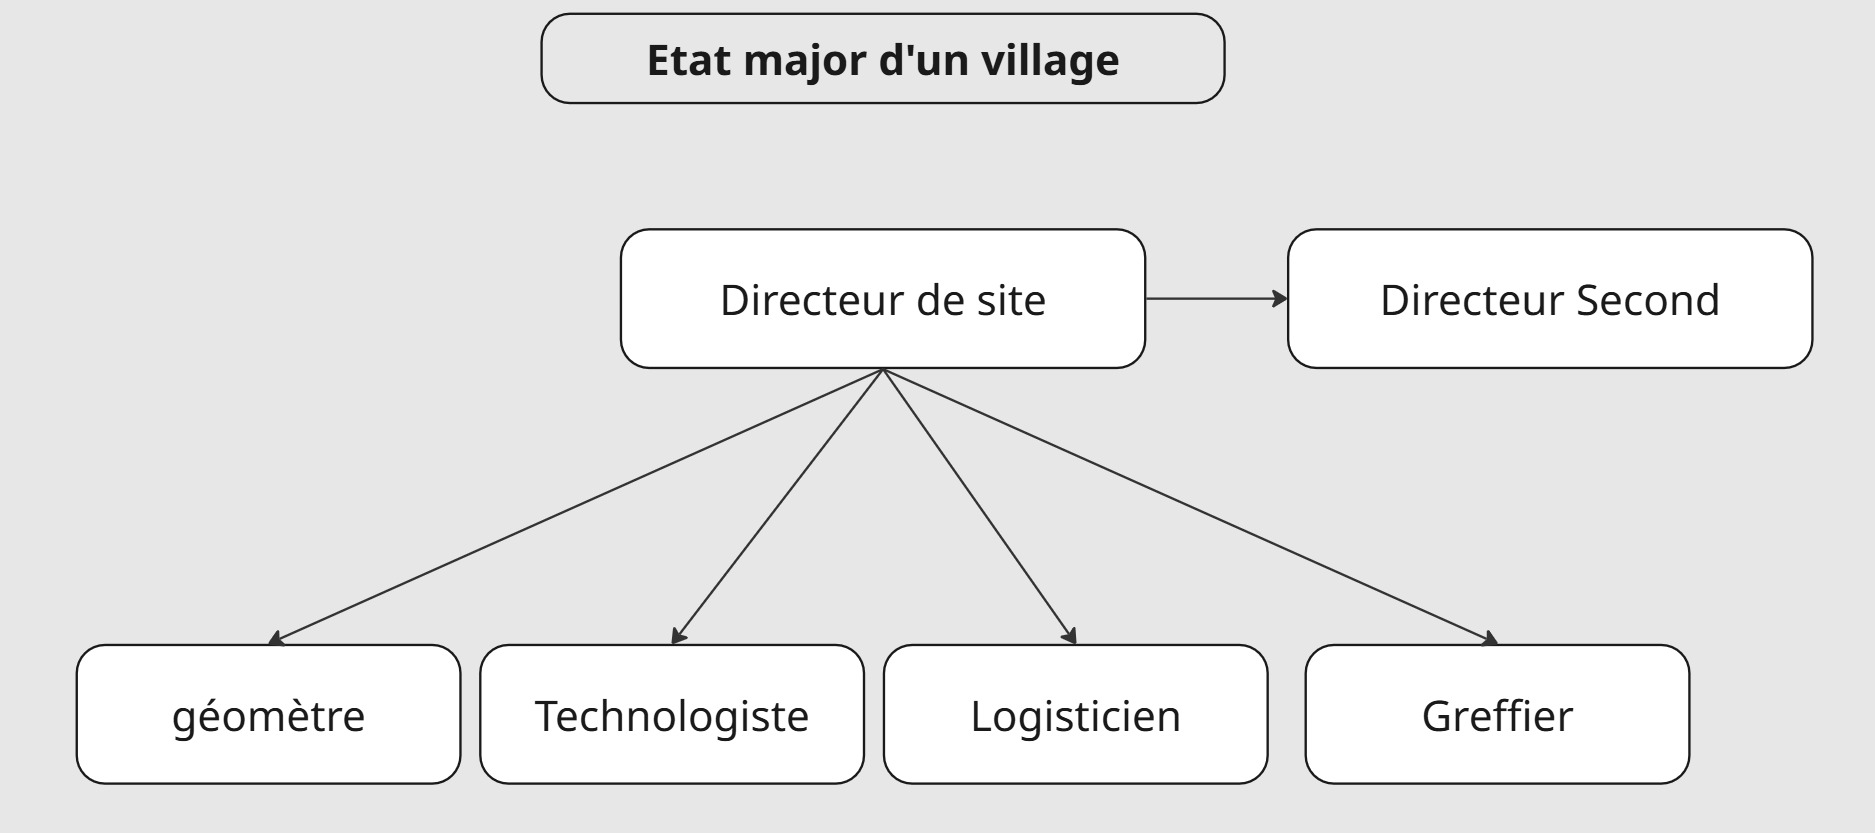 Etat major d'un village
Directeur de site
Directeur Second
géomètre
Technologiste
Logisticien
Greffier